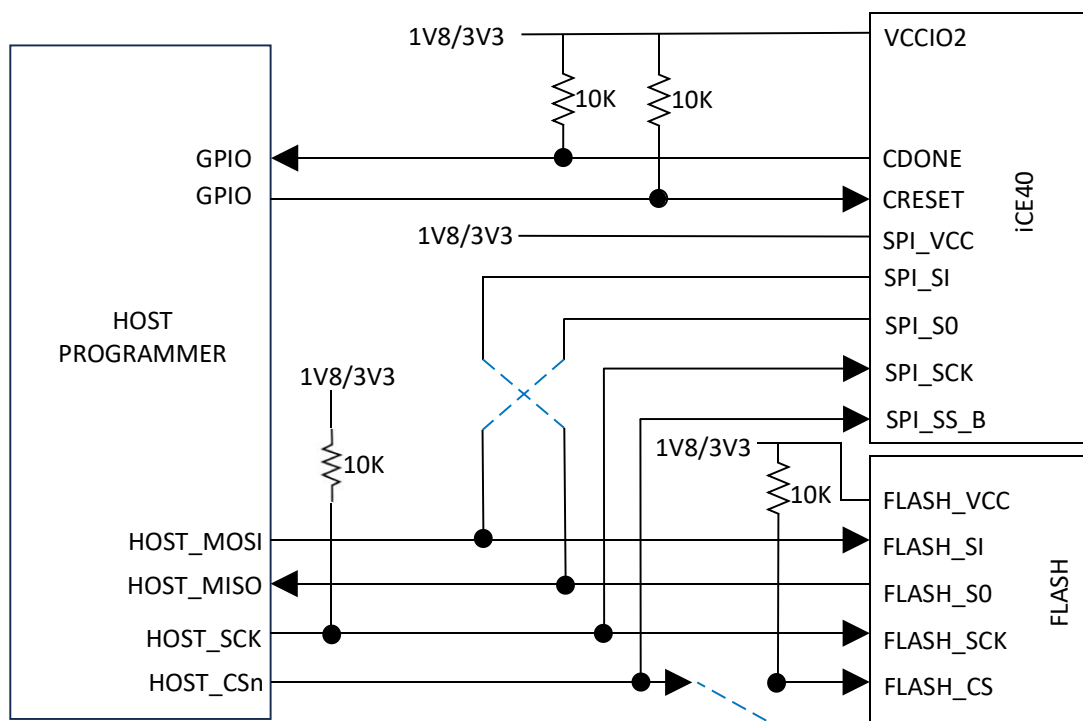 1V8/3V3
VCCIO2
10K
10K
GPIO
CDONE
GPIO
CRESET
iCE40
1V8/3V3
SPI_VCC
SPI_SI
HOST
PROGRAMMER
SPI_S0
1V8/3V3
SPI_SCK
SPI_SS_B
1V8/3V3
10K
10K
FLASH_VCC
HOST_MOSI
FLASH_SI
HOST_MISO
FLASH_S0
FLASH
HOST_SCK
FLASH_SCK
HOST_CSn
FLASH_CS